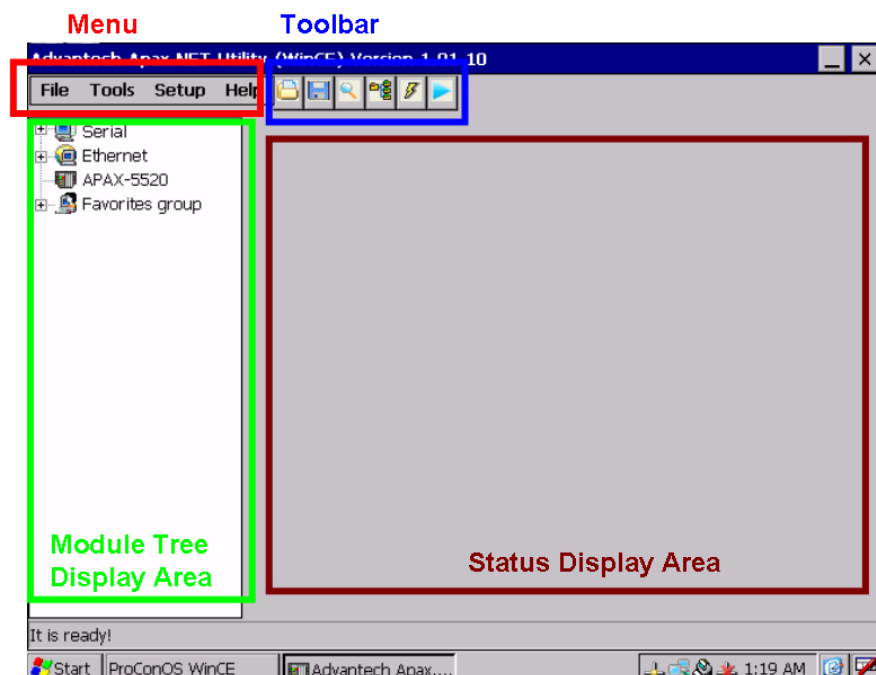 Menu Toolbar
Advantech Apax.NET Utility (WinCE) Version 1.01.10
File Tools Setup Help
Serial
Ethernet
APAX-5520
Favorites group
Module Tree
Display Area
Status Display Area
It is ready!
Start ProConOS WinCE Advantech Apax.... 1:19 AM